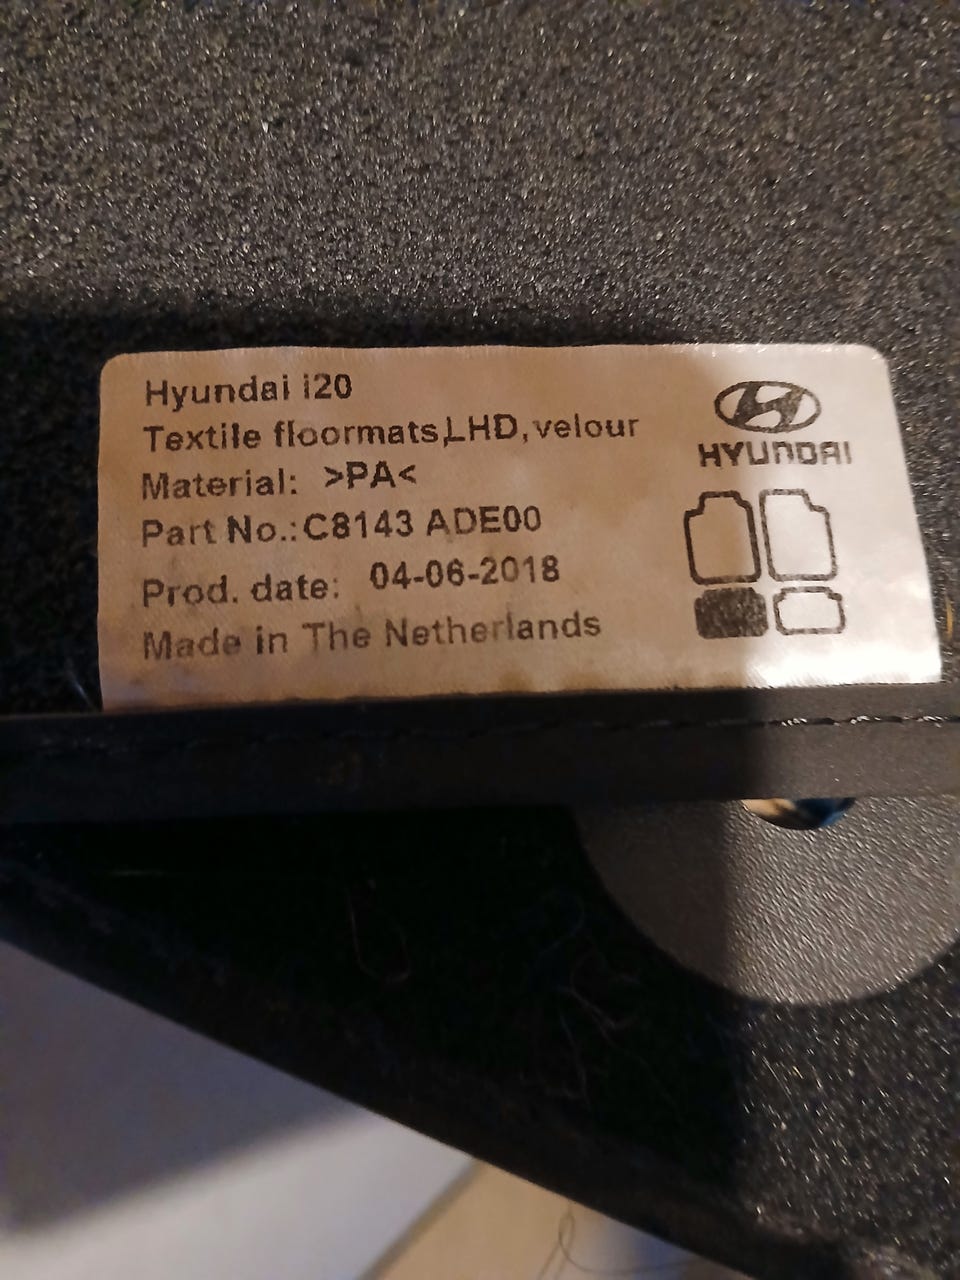 Hyundai i20
Textile floormats,LHD,velour
Material: >PA<
Part No.:C8143 ADE00
Prod. date: 04-06-2018
Made in The Netherlands
HYUNDAI